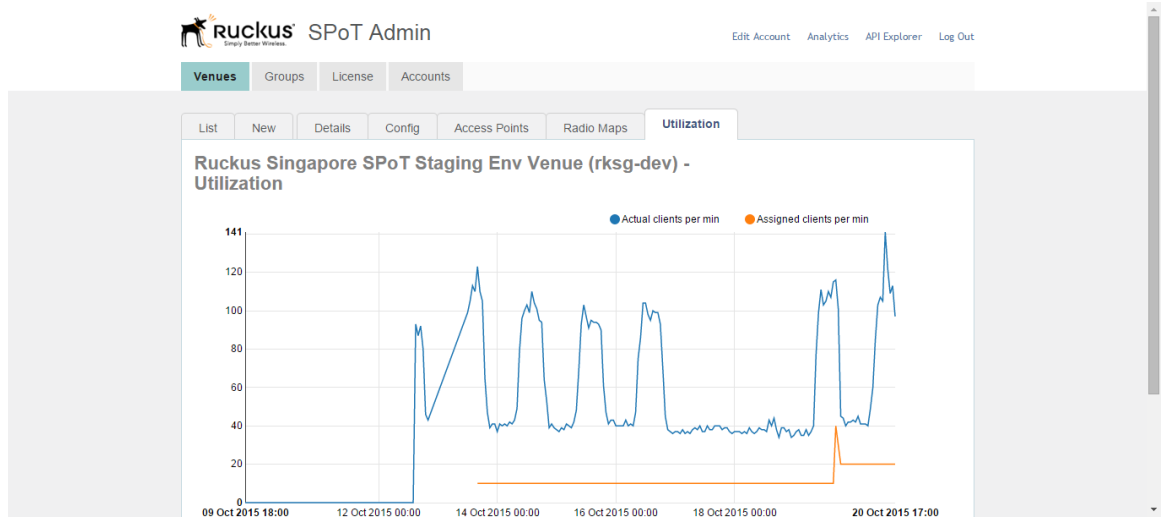 Ruckus SPoT Admin
Simply Better Wireless.
Edit Account Analytics API Explorer Log Out
Venues Groups License Accounts
List New Details Config Access Points Radio Maps Utilization
Ruckus Singapore SPoT Staging Env Venue (rksg-dev) -
Utilization
Actual clients per min Assigned clients per min
141
120
100
80
60
40
20
0
09 Oct 2015 18:00 12 Oct 2015 00:00 14 Oct 2015 00:00 16 Oct 2015 00:00 18 Oct 2015 00:00 20 Oct 2015 17:00